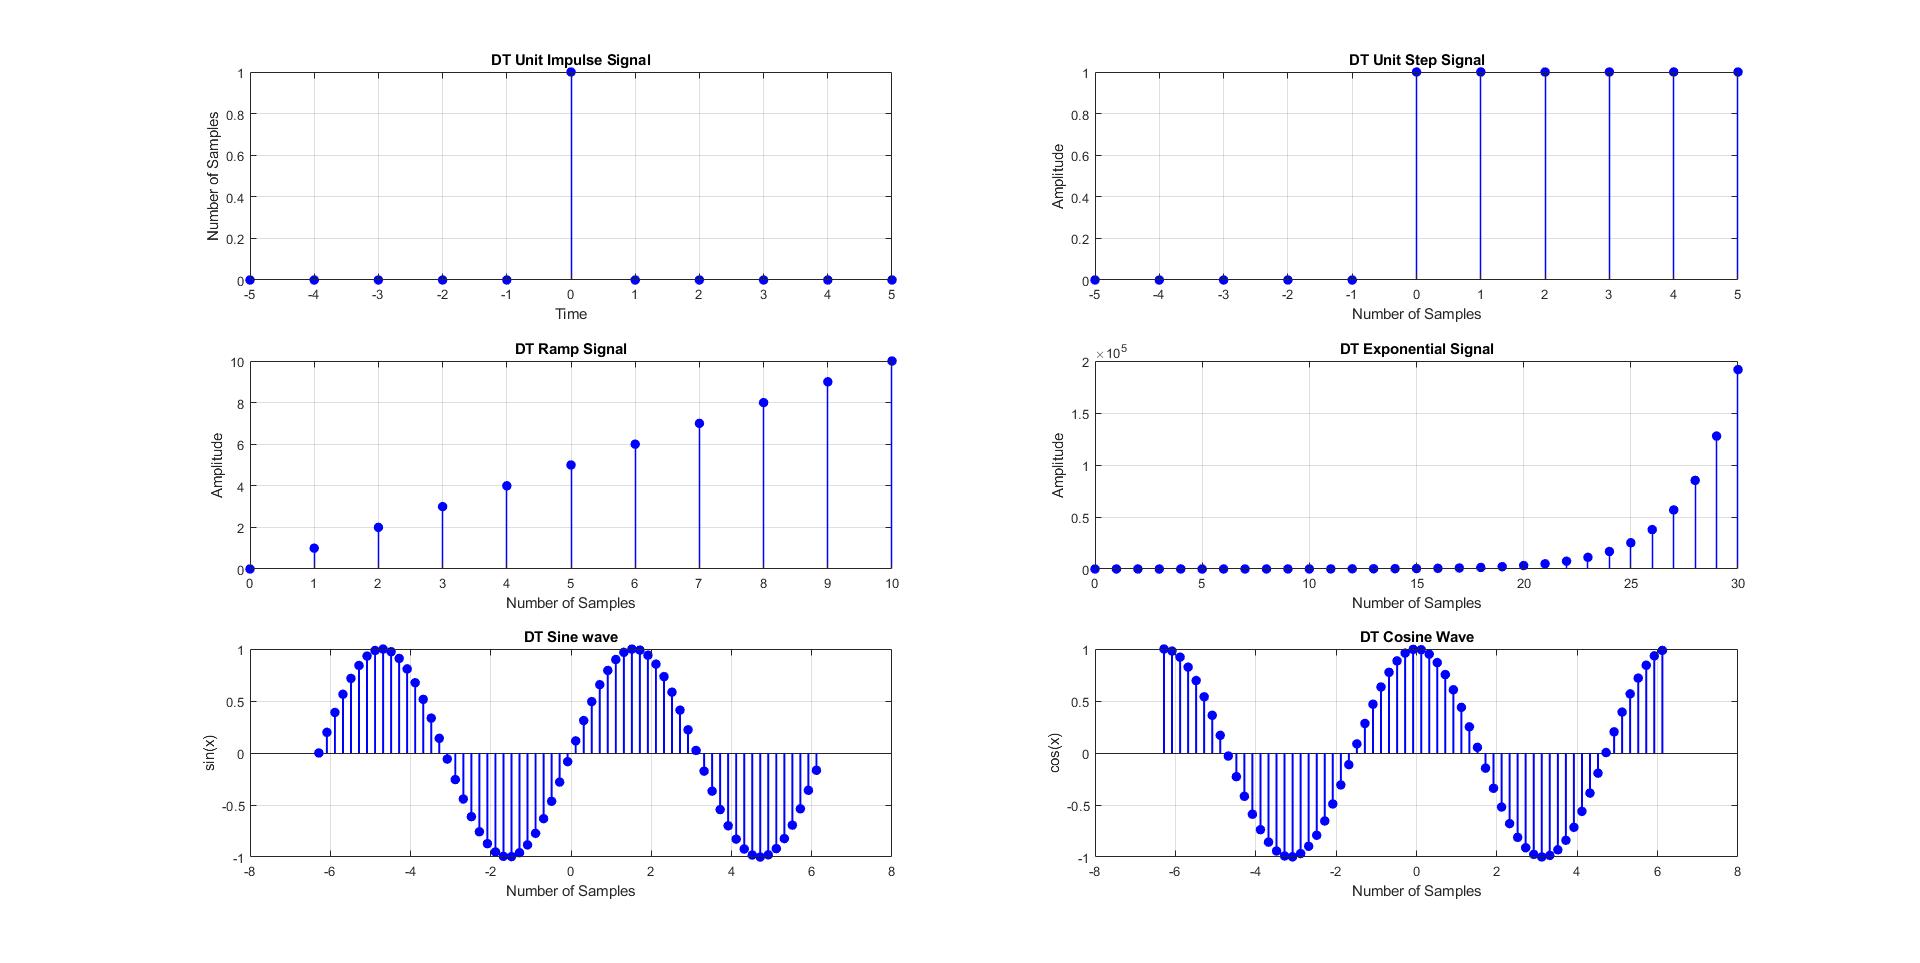 DT Unit Impulse Signal
1
0.8
0.6
0.4
0.2
0
Number of Samples
-5 -4 -3 -2 -1 0 1 2 3 4 5
Time
DT Unit Step Signal
1
0.8
0.6
0.4
0.2
0
Amplitude
-5 -4 -3 -2 -1 0 1 2 3 4 5
Number of Samples
DT Ramp Signal
10
8
6
4
2
0
Amplitude
0 1 2 3 4 5 6 7 8 9 10
Number of Samples
DT Exponential Signal
×10^5
2
1.5
1
0.5
0
Amplitude
0 5 10 15 20 25 30
Number of Samples
DT Sine wave
1
0.5
0
-0.5
-1
sin(x)
-8 -6 -4 -2 0 2 4 6 8
Number of Samples
DT Cosine Wave
1
0.5
0
-0.5
-1
cos(x)
-8 -6 -4 -2 0 2 4 6 8
Number of Samples